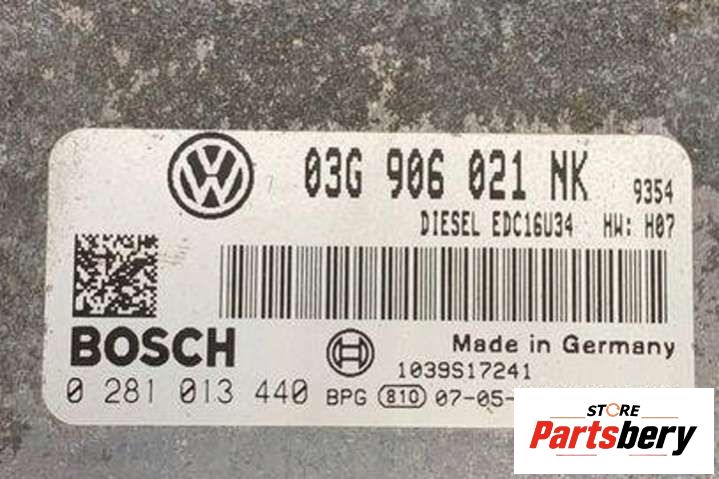 03G 906 021 NK 9354
DIESEL EDC16U34 HW: H07
BOSCH
Made in Germany
1039S17241
0 281 013 440 BPG 810 07-05-
STORE
Partsbery